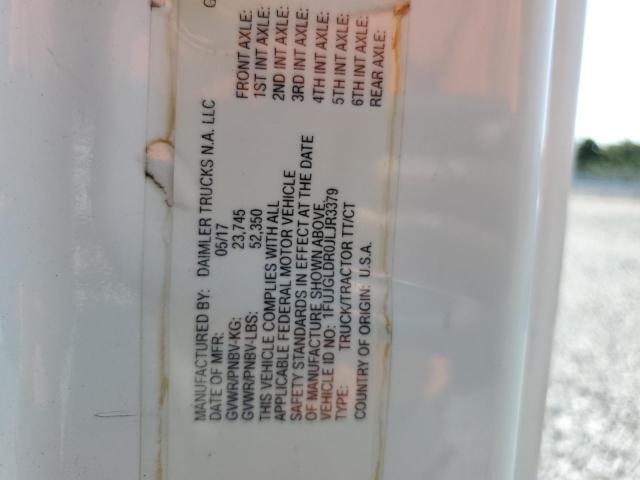 MANUFACTURED BY: DAIMLER TRUCKS N.A. LLC
DATE OF MFR: 05/17
GVWR/PNBV-KG: 23,745
GVWR/PNBV-LBS: 52,350
THIS VEHICLE COMPLIES WITH ALL
APPLICABLE FEDERAL MOTOR VEHICLE
SAFETY STANDARDS IN EFFECT AT THE DATE
OF MANUFACTURE SHOWN ABOVE.
VEHICLE ID NO: 1FUJGLDR0JLJR3379
TYPE: TRUCK/TRACTOR TT/CT
COUNTRY OF ORIGIN: U.S.A.
G
FRONT AXLE:
1ST INT AXLE:
2ND INT AXLE:
3RD INT AXLE:
4TH INT AXLE:
5TH INT AXLE:
6TH INT AXLE:
REAR AXLE: